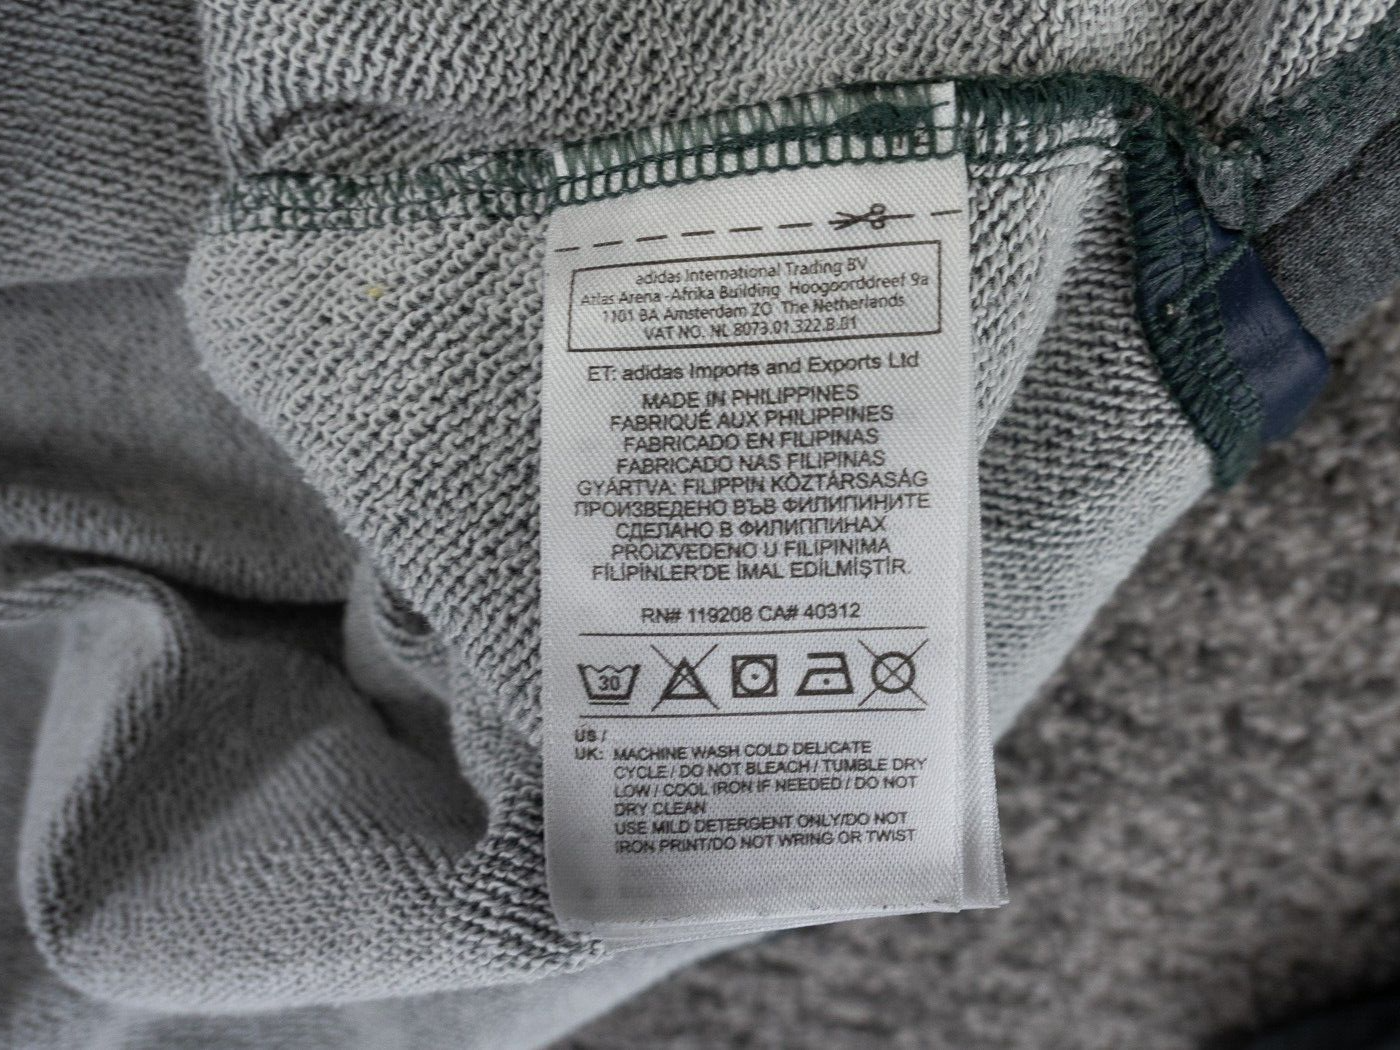 adidas International Trading BV
Atlas Arena -Afrika Building Hoogoorddreef 9a
1101 BA Amsterdam ZO The Netherlands
VAT NO. NL 8073.01.322.B.01
ET: adidas Imports and Exports Ltd
MADE IN PHILIPPINES
FABRIQUÉ AUX PHILIPPINES
FABRICADO EN FILIPINAS
FABRICADO NAS FILIPINAS
GYÁRTVA: FILIPPIN KÖZTÁRSASÁG
ПРОИЗВЕДЕНО ВЪВ ФИЛИПИНИТЕ
СДЕЛАНО В ФИЛИППИНАХ
PROIZVEDENO U FILIPINIMA
FİLİPİNLER'DE İMAL EDİLMİŞTİR.
RN# 119208 CA# 40312
30
US /
UK: MACHINE WASH COLD DELICATE
CYCLE / DO NOT BLEACH / TUMBLE DRY
LOW / COOL IRON IF NEEDED / DO NOT
DRY CLEAN
USE MILD DETERGENT ONLY/DO NOT
IRON PRINT/DO NOT WRING OR TWIST